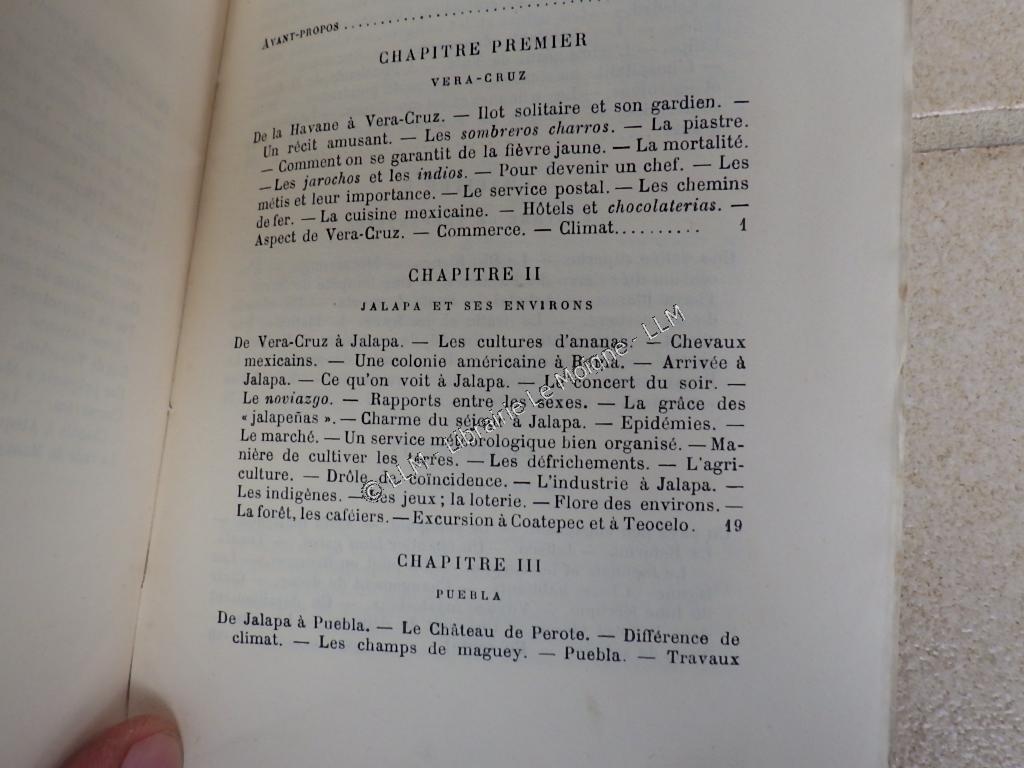 AVANT-PROPOS ..............................
CHAPITRE PREMIER
VERA-CRUZ
De la Havane à Vera-Cruz. — Ilot solitaire et son gardien. —
Un récit amusant. — Les sombreros charros. — La piastre.
— Comment on se garantit de la fièvre jaune. — La mortalité.
— Les jarochos et les indios. — Pour devenir un chef. — Les
métis et leur importance. — Le service postal. — Les chemins
de fer. — La cuisine mexicaine. — Hôtels et chocolaterias. —
Aspect de Vera-Cruz. — Commerce. — Climat.......... 1
CHAPITRE II
JALAPA ET SES ENVIRONS
De Vera-Cruz à Jalapa. — Les cultures d'ananas. — Chevaux
mexicains. — Une colonie américaine à — Arrivée à
Jalapa. — Ce qu'on voit à Jalapa. — Le concert du soir. —
Le noviazgo. — Rapports entre les sexes. — La grâce des
« jalapeñas ». — Charme du séjour à Jalapa. — Epidémies. —
Le marché. — Un service météorologique bien organisé. — Ma-
nière de cultiver les terres. — Les défrichements. — L'agri-
culture. — Drôle de coïncidence. — L'industrie à Jalapa. —
Les indigènes. — Les jeux ; la loterie. — Flore des environs. —
La forêt, les caféiers. — Excursion à Coatepec et à Teocelo. 19
CHAPITRE III
PUEBLA
De Jalapa à Puebla. — Le Château de Perote. — Différence de
climat. — Les champs de maguey. — Puebla. — Travaux
© LLM - Librairie Le Moigne - LLM